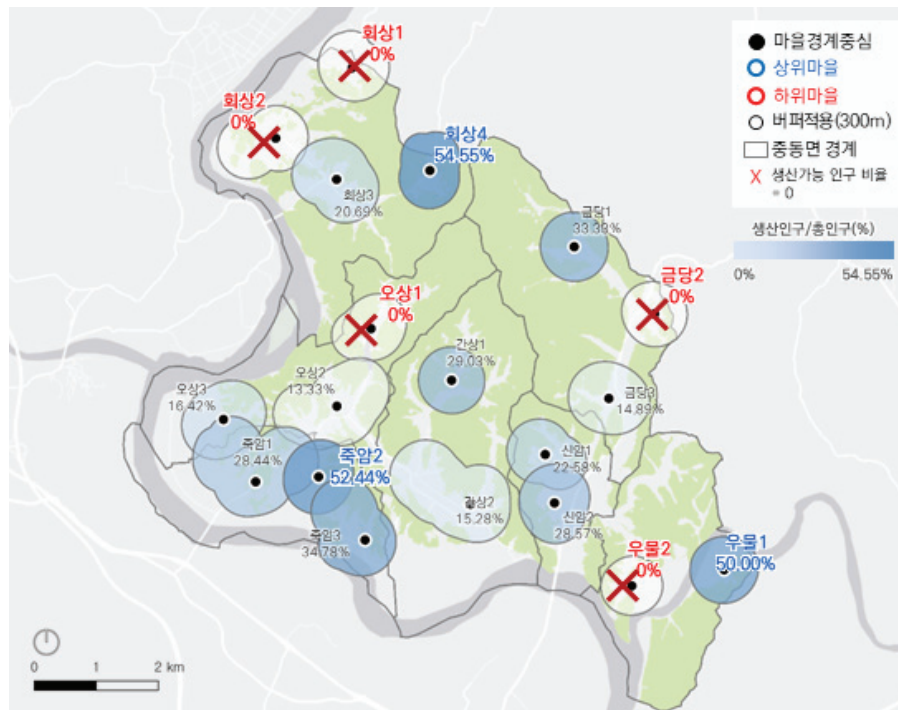 회상1
0%
회상2
0%
회상4
54.55%
회상3
20.69%
금당1
33.33%
금당2
0%
오상1
0%
간상1
29.03%
오상2
13.33%
오상3
16.42%
금당3
14.89%
죽암1
28.44%
죽암2
52.44%
신암1
22.58%
간상2
15.28%
신암2
28.57%
죽암3
34.78%
우물2
0%
우물1
50.00%
마을경계중심
상위마을
하위마을
버퍼적용(300m)
중동면 경계
X 생산가능 인구 비율
= 0
생산인구/총인구(%)
0% 54.55%
0 1 2 km